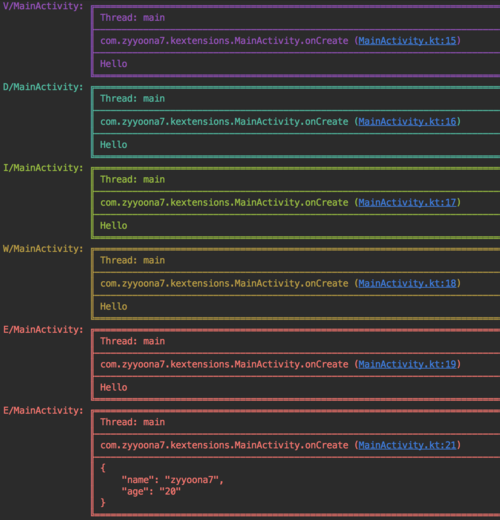 V/MainActivity:
Thread: main
com.zyyoona7.kextensions.MainActivity.onCreate (MainActivity.kt:15)
Hello
D/MainActivity:
Thread: main
com.zyyoona7.kextensions.MainActivity.onCreate (MainActivity.kt:16)
Hello
I/MainActivity:
Thread: main
com.zyyoona7.kextensions.MainActivity.onCreate (MainActivity.kt:17)
Hello
W/MainActivity:
Thread: main
com.zyyoona7.kextensions.MainActivity.onCreate (MainActivity.kt:18)
Hello
E/MainActivity:
Thread: main
com.zyyoona7.kextensions.MainActivity.onCreate (MainActivity.kt:19)
Hello
E/MainActivity:
Thread: main
com.zyyoona7.kextensions.MainActivity.onCreate (MainActivity.kt:21)
{
    "name": "zyyoona7",
    "age": "20"
}